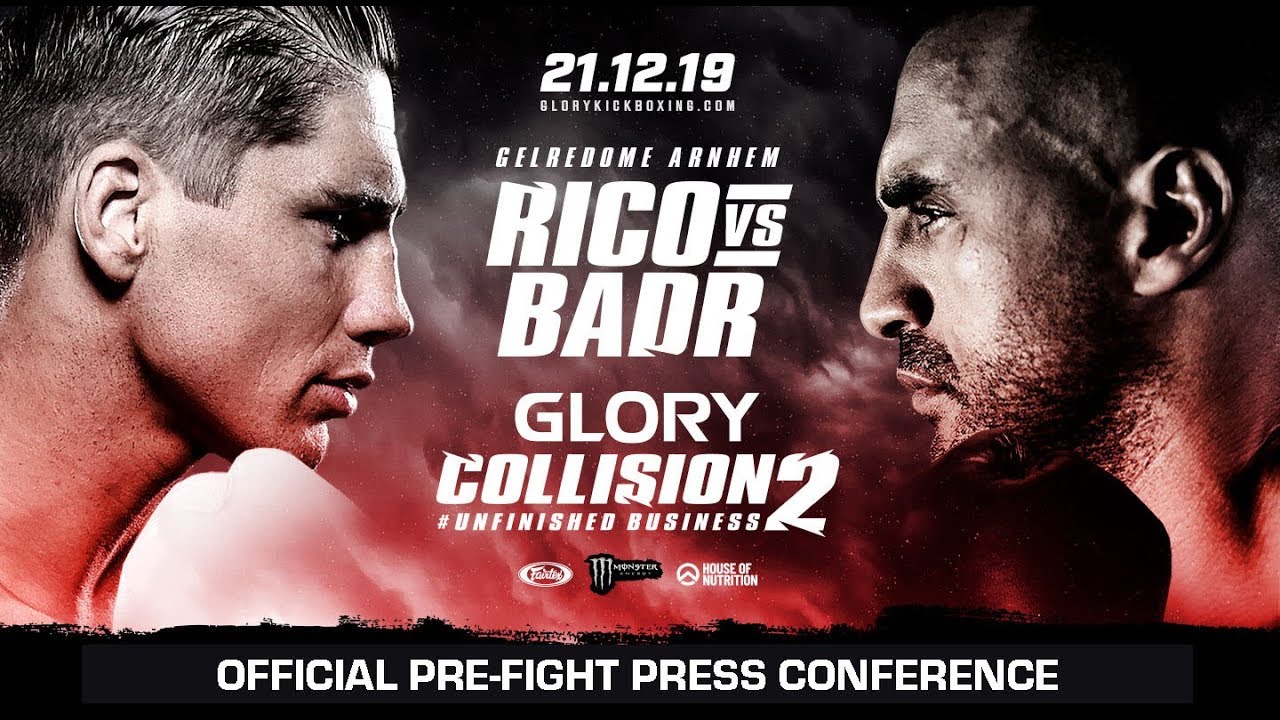 21.12.19
GLORYKICKBOXING.COM
GELREDOME ARNHEM
RICO VS
BADR
GLORY
COLLISION 2
# UNFINISHED BUSINESS
Fairtex
MONSTER
ENERGY
HOUSE OF
NUTRITION
OFFICIAL PRE-FIGHT PRESS CONFERENCE